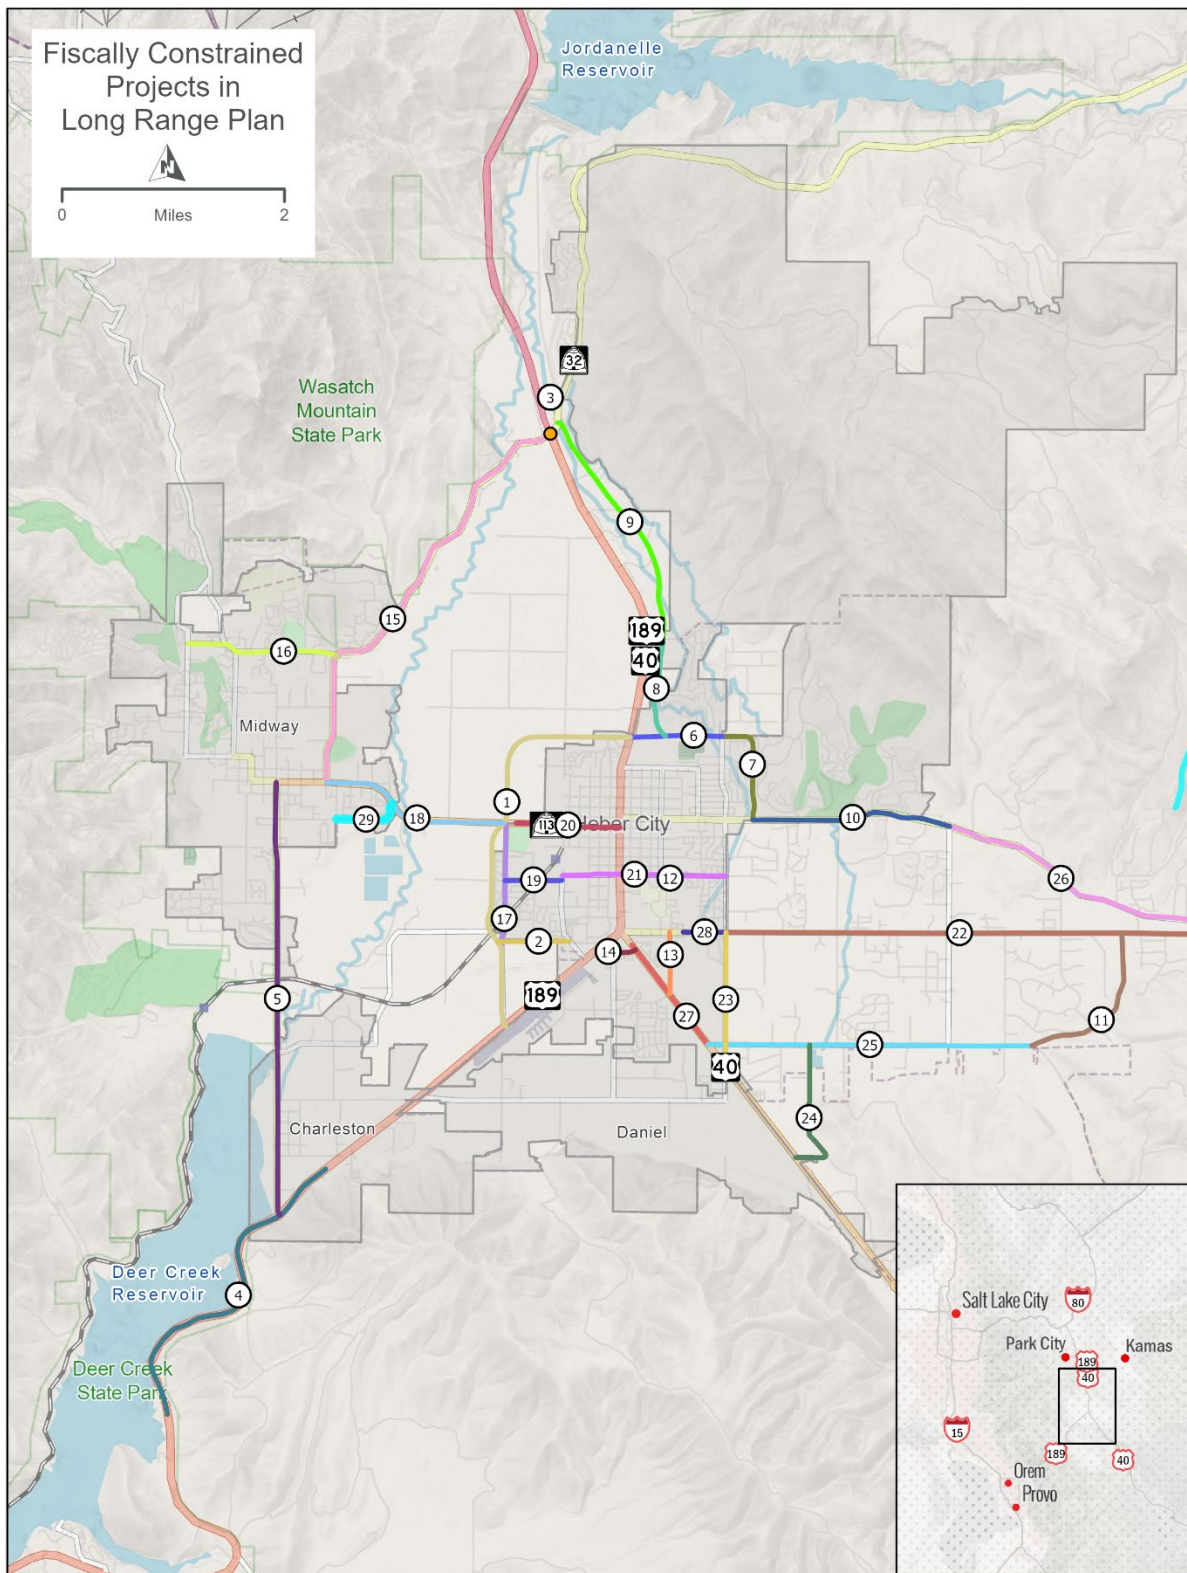 Fiscally Constrained
Projects in
Long Range Plan
N
0 Miles 2
Jordanelle
Reservoir
32
3
Wasatch
Mountain
State Park
9
15
189
16
40
8
Midway
6
7
1
29
18
113
20
Heber City
10
21
12
26
19
17
28
22
2
14
13
189
5
23
27
11
25
40
24
Charleston
Daniel
Deer Creek
Reservoir
4
Deer Creek
State Park
Salt Lake City
80
Park City
Kamas
189
40
15
189
40
Orem
Provo